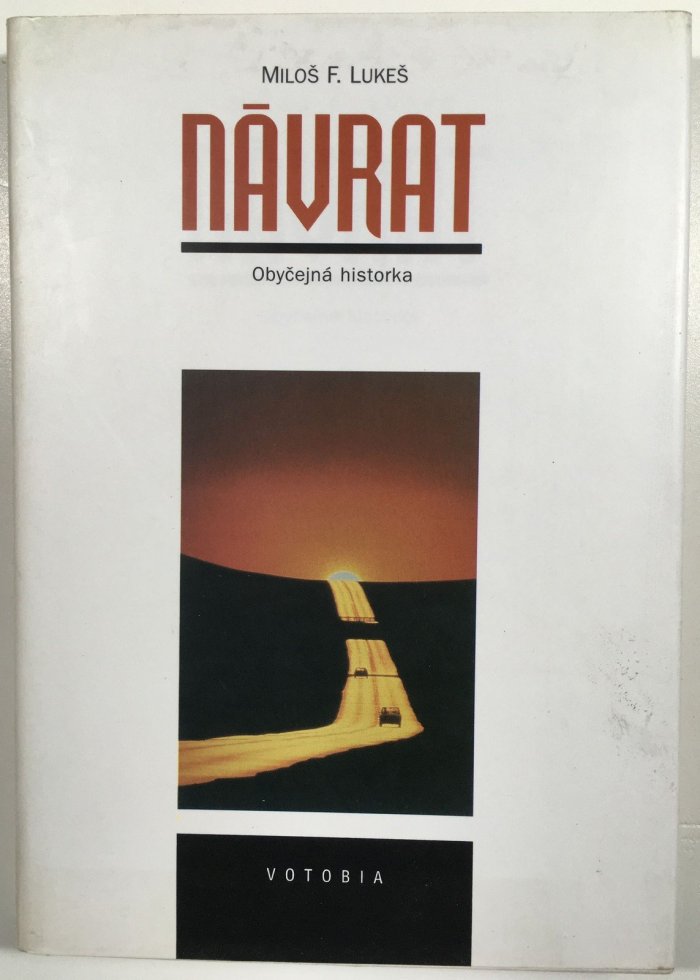 MILOŠ F. LUKEŠ
NÁVRAT
Obyčejná historka
VOTOBIA